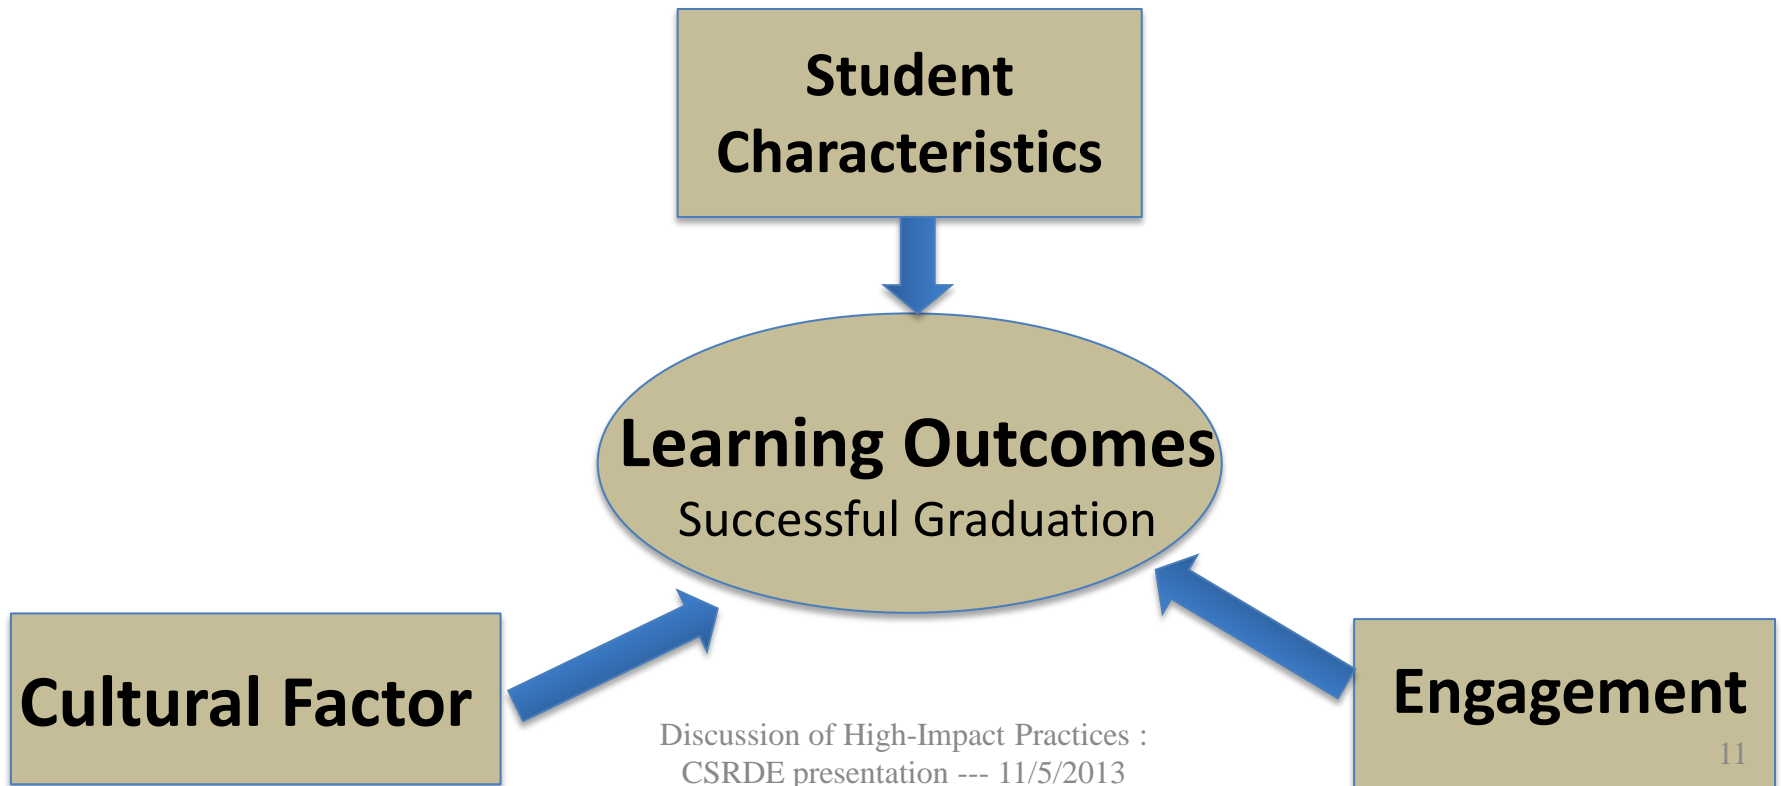 Student
Characteristics
Learning Outcomes
Successful Graduation
Cultural Factor
Engagement
Discussion of High-Impact Practices :
CSRDE presentation --- 11/5/2013
11